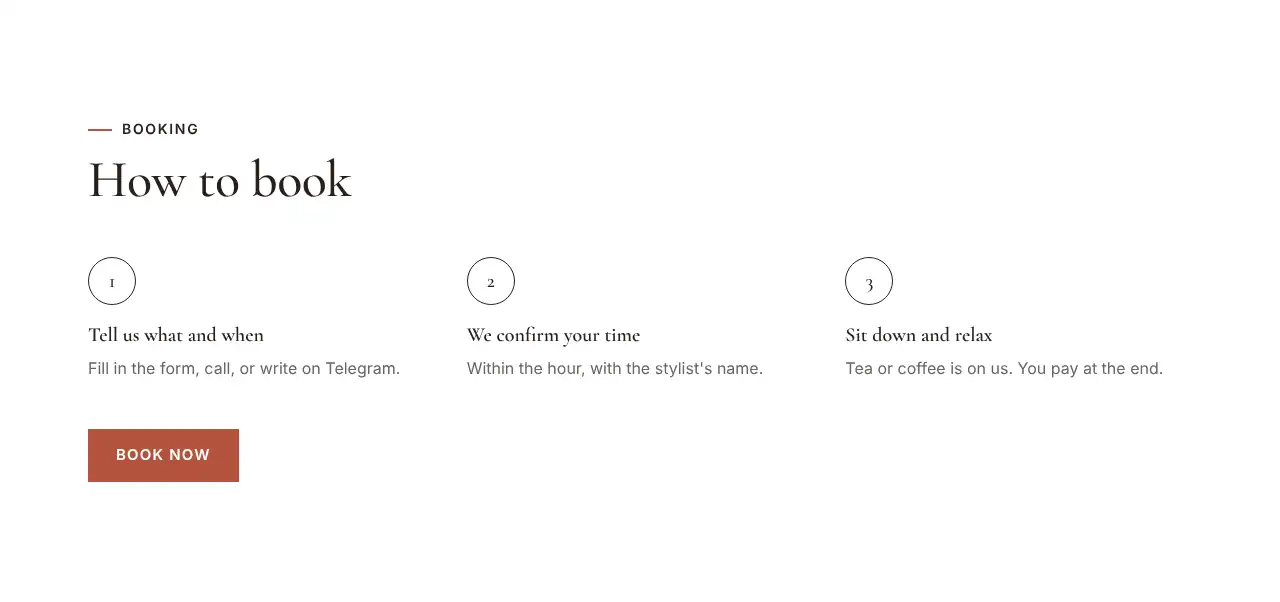 BOOKING
How to book
1
2
3
Tell us what and when
We confirm your time
Sit down and relax
Fill in the form, call, or write on Telegram.
Within the hour, with the stylist's name.
Tea or coffee is on us. You pay at the end.
BOOK NOW